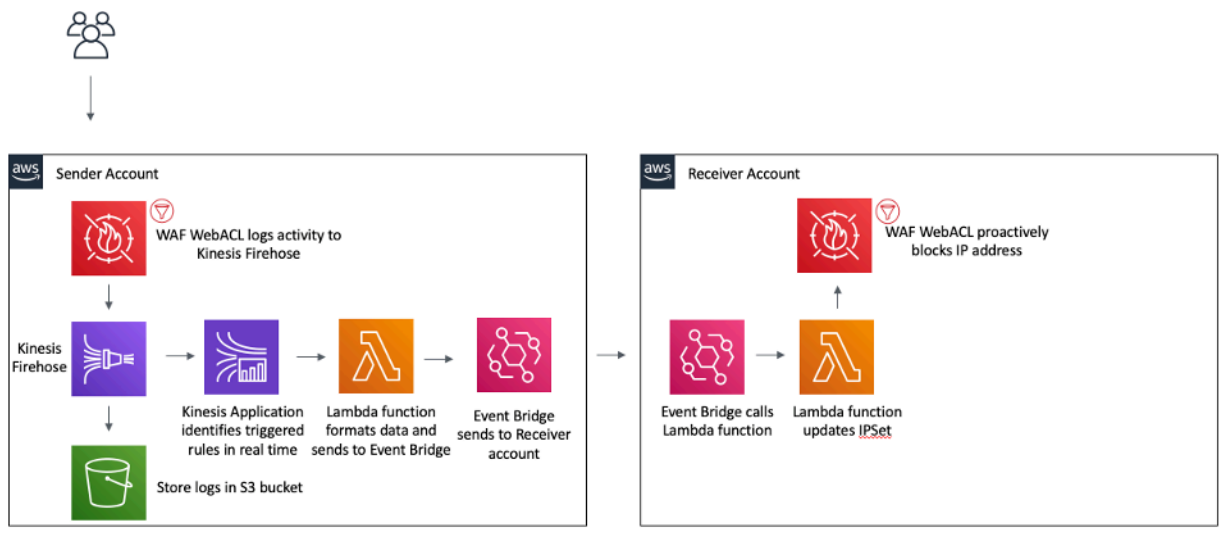 aws
Sender Account
WAF WebACL logs activity to
Kinesis Firehose
Kinesis
Firehose
Kinesis Application
identifies triggered
rules in real time
Lambda function
formats data and
sends to Event Bridge
Event Bridge
sends to Receiver
account
Store logs in S3 bucket
aws
Receiver Account
WAF WebACL proactively
blocks IP address
Event Bridge calls
Lambda function
Lambda function
updates IPSet